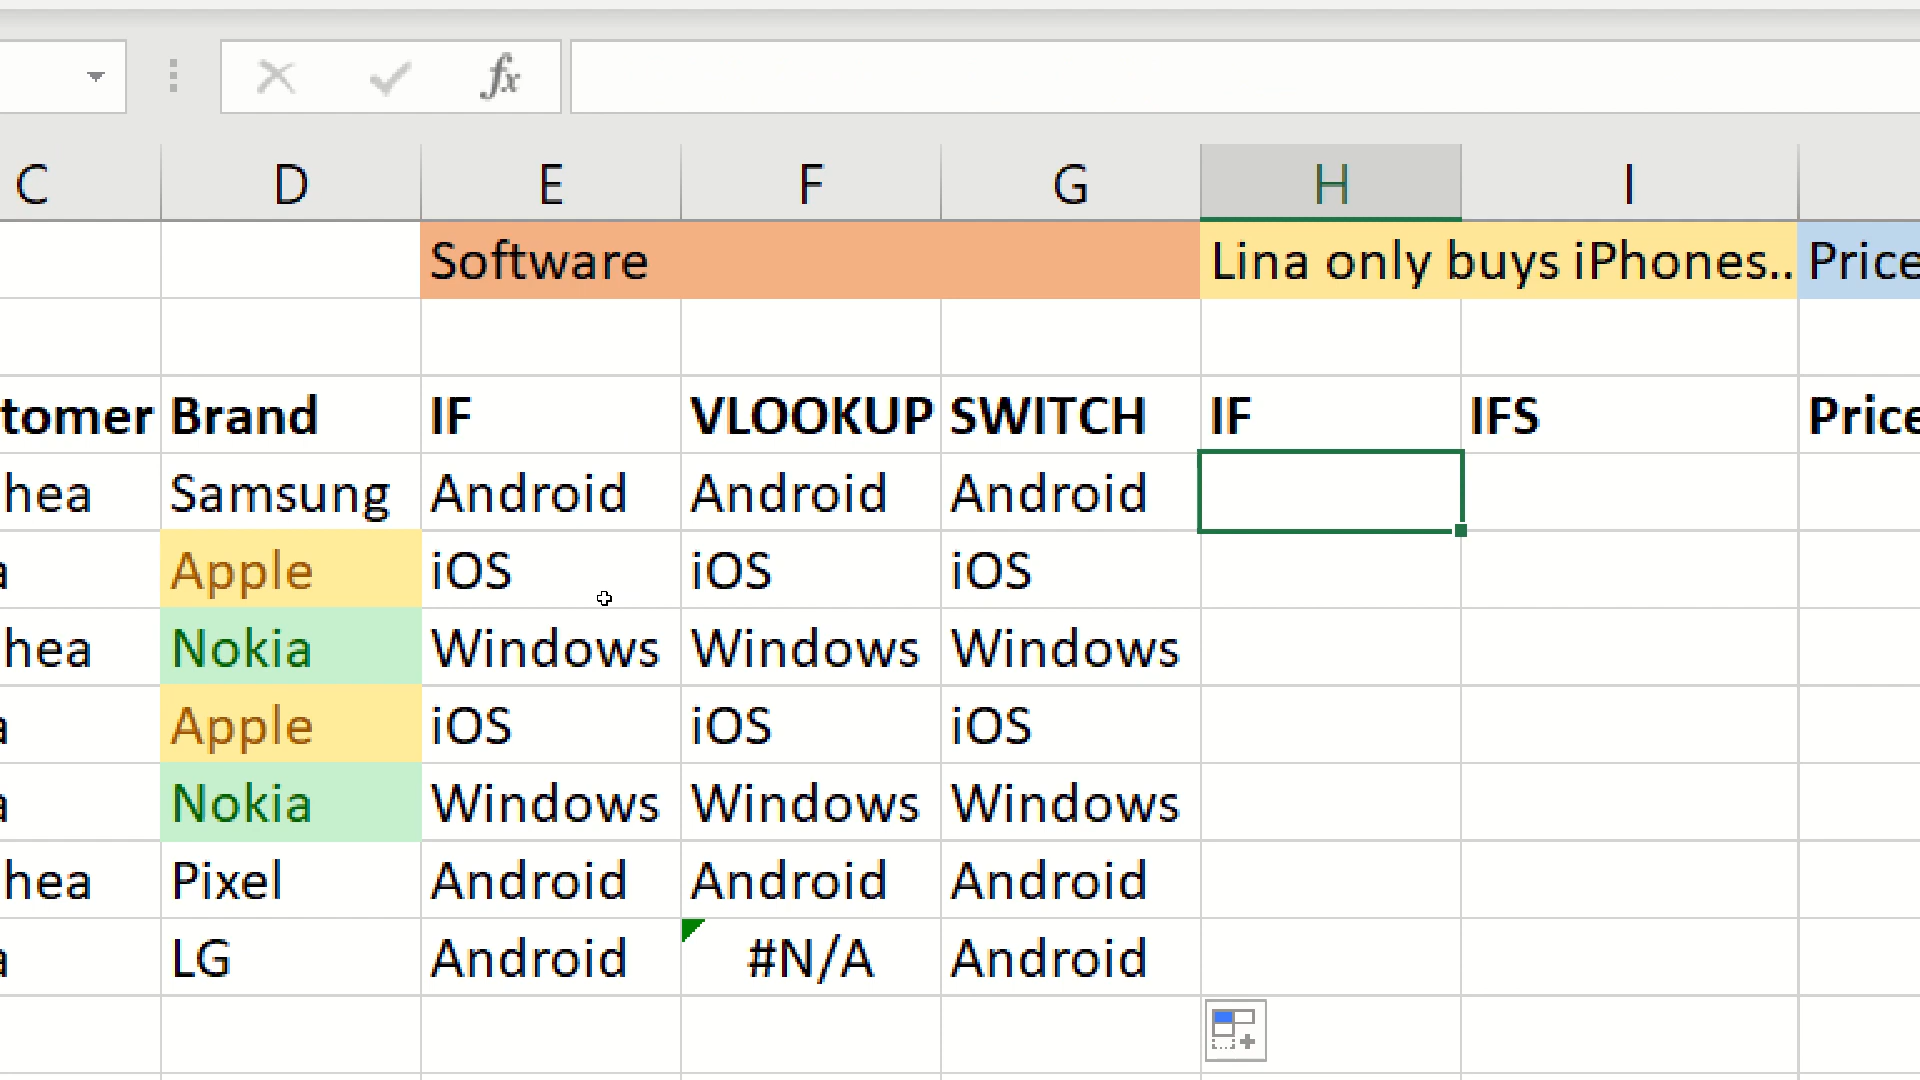 fx
C D E F G H I
Software Lina only buys iPhones.. Price
tomer Brand IF VLOOKUP SWITCH IF IFS Price
hea Samsung Android Android Android
a Apple iOS iOS iOS
hea Nokia Windows Windows Windows
a Apple iOS iOS iOS
a Nokia Windows Windows Windows
hea Pixel Android Android Android
a LG Android #N/A Android